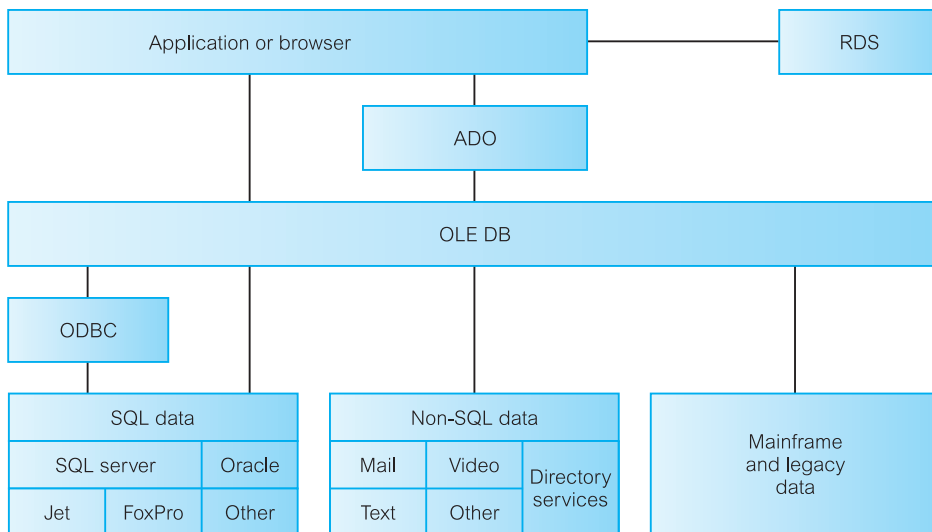 Application or browser
RDS
ADO
OLE DB
ODBC
SQL data
SQL server
Oracle
Jet
FoxPro
Other
Non-SQL data
Mail
Video
Directory
services
Text
Other
Mainframe
and legacy
data